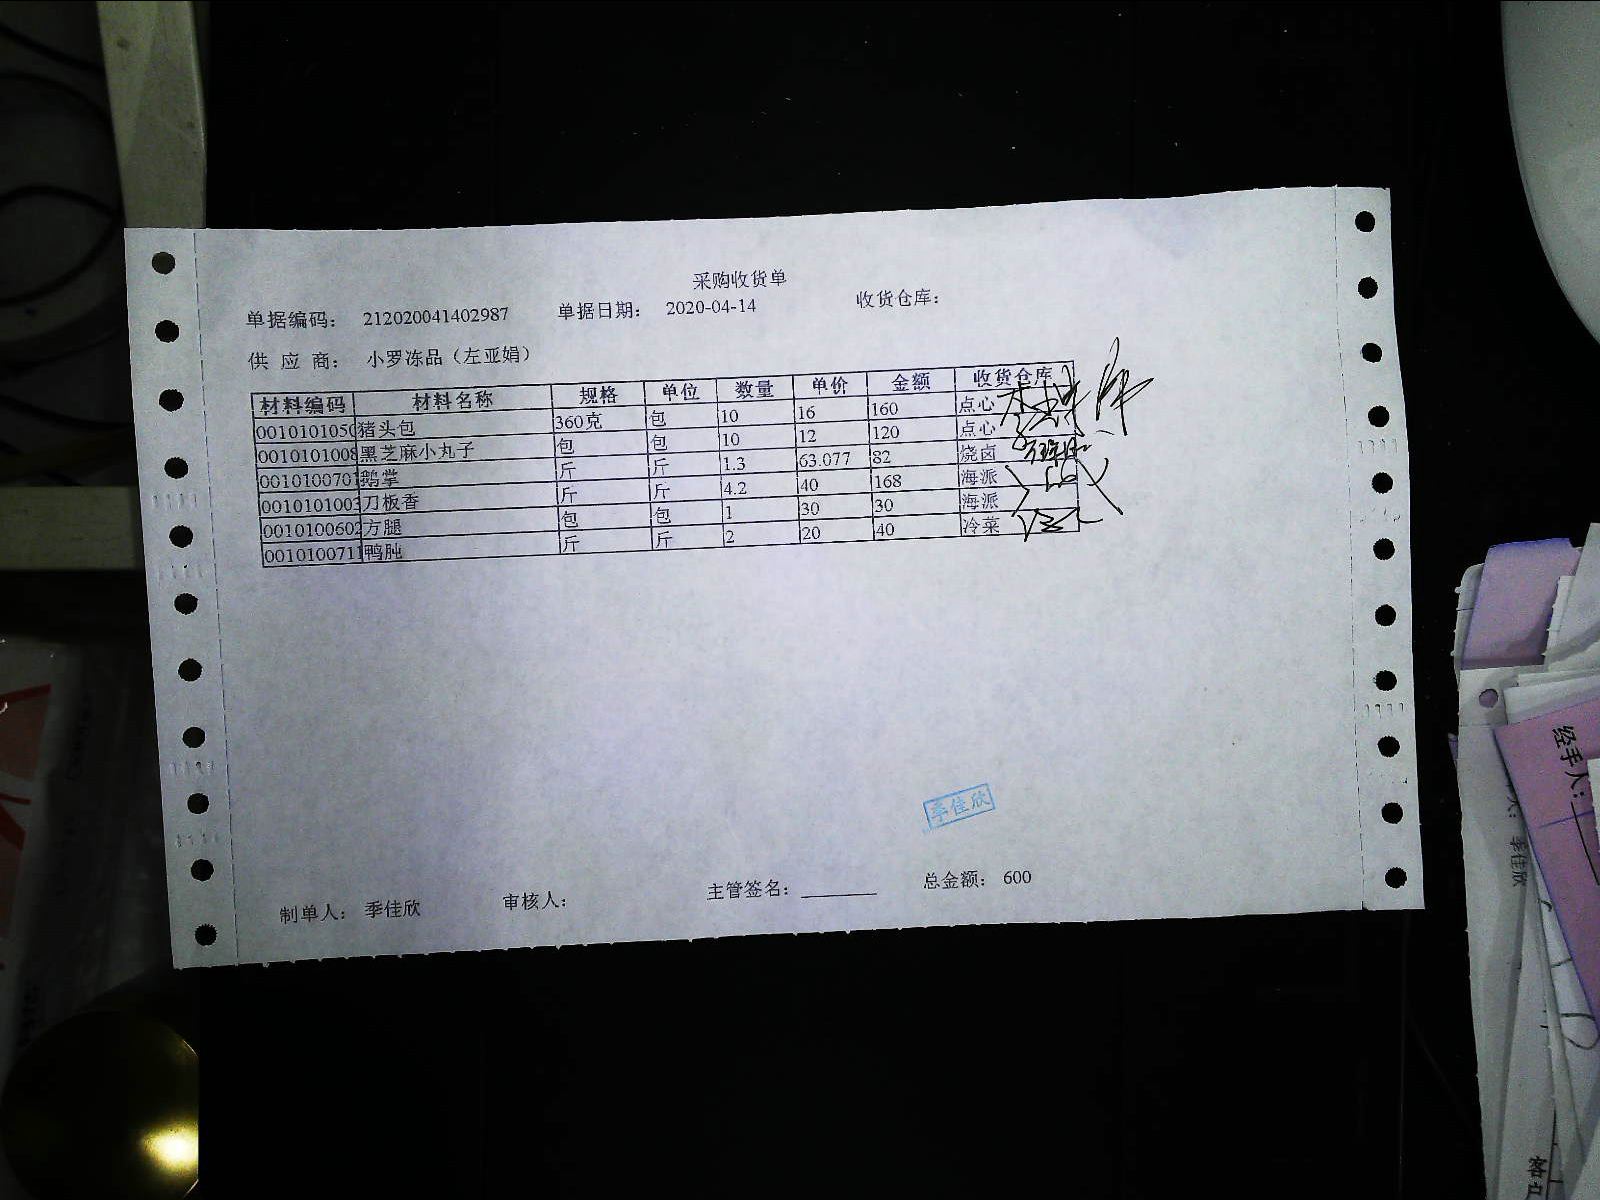 采购收货单
单据编码： 212020041402987 单据日期： 2020-04-14 收货仓库：
供 应 商： 小罗冻品（左亚娟）
材料编码 材料名称 规格 单位 数量 单价 金额 收货仓库
0010101050 猪头包 360克 包 10 16 160 点心
0010101008 黑芝麻小丸子 包 包 10 12 120 点心
0010100701 鹅掌 斤 斤 1.3 63.077 82 烧卤
0010101003 刀板香 斤 斤 4.2 40 168 海派
0010100602 方腿 包 包 1 30 30 海派
0010100711 鸭肫 斤 斤 2 20 40 冷菜
季佳欣
制单人： 季佳欣 审核人： 主管签名： 总金额： 600
经手人：
季佳欣
客户